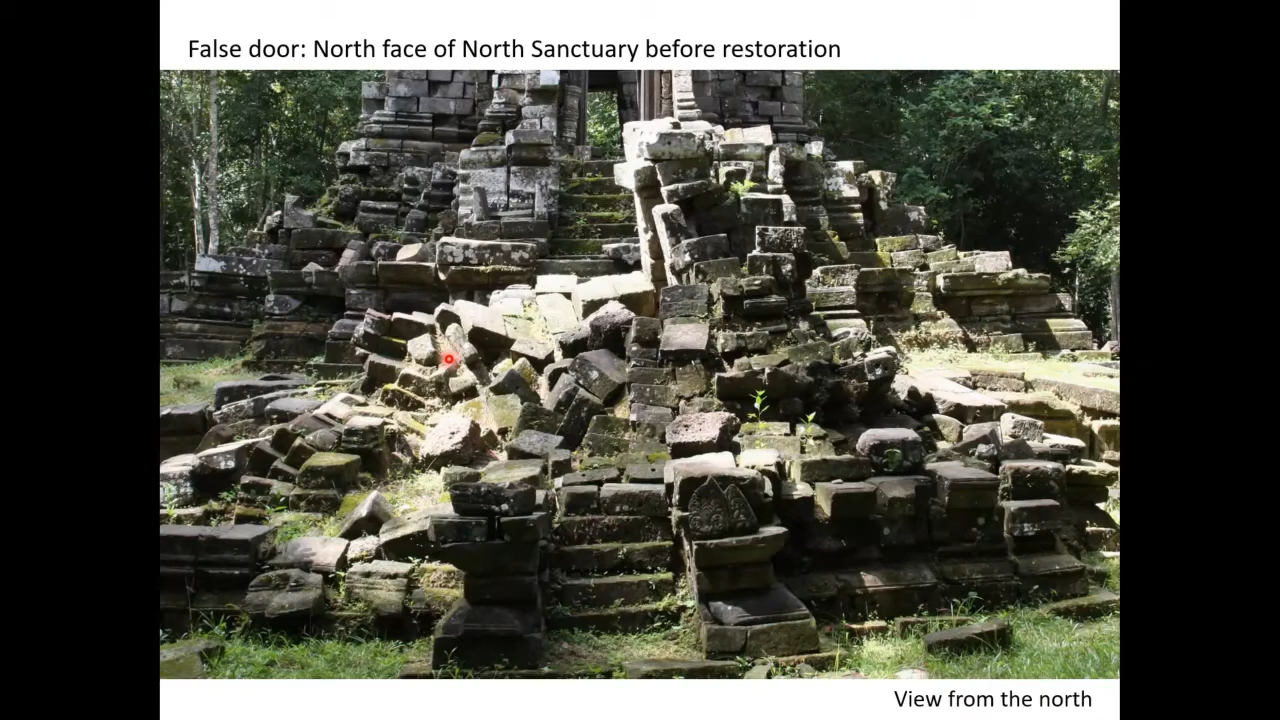 False door: North face of North Sanctuary before restoration
View from the north